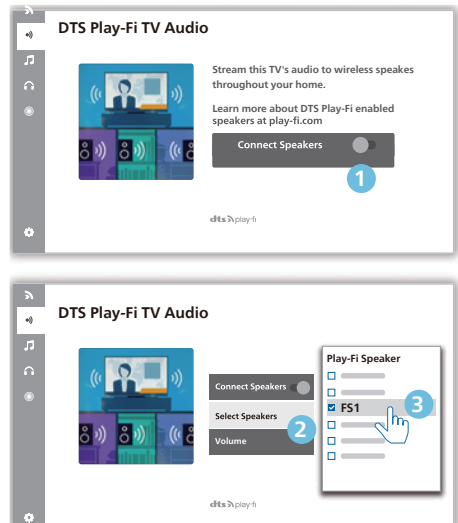 DTS Play-Fi TV Audio
Stream this TV's audio to wireless speakes
throughout your home.
Learn more about DTS Play-Fi enabled
speakers at play-fi.com
Connect Speakers
1
dts play-fi
DTS Play-Fi TV Audio
Connect Speakers
Select Speakers
2
Volume
Play-Fi Speaker
FS1
3
dts play-fi